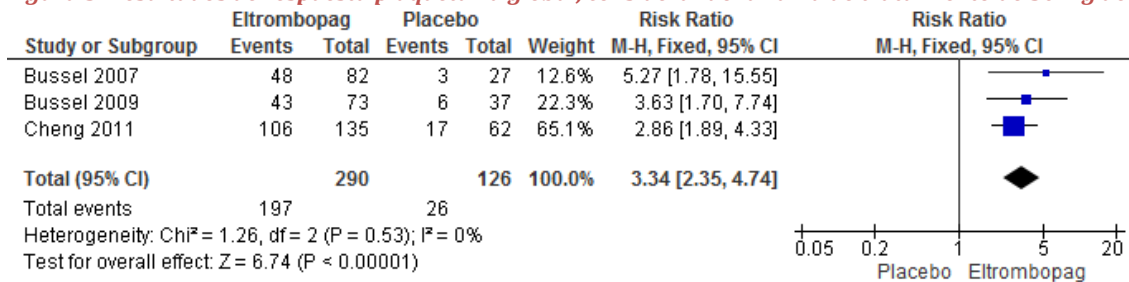 Eltrombopag Placebo Risk Ratio Risk Ratio
Study or Subgroup Events Total Events Total Weight M-H, Fixed, 95% CI M-H, Fixed, 95% CI
Bussel 2007 48 82 3 27 12.6% 5.27 [1.78, 15.55]
Bussel 2009 43 73 6 37 22.3% 3.63 [1.70, 7.74]
Cheng 2011 106 135 17 62 65.1% 2.86 [1.89, 4.33]
Total (95% CI) 290 126 100.0% 3.34 [2.35, 4.74]
Total events 197 26
Heterogeneity: Chi² = 1.26, df = 2 (P = 0.53); I² = 0%
Test for overall effect: Z = 6.74 (P < 0.00001)
0.05 0.2 1 5 20
Placebo Eltrombopag